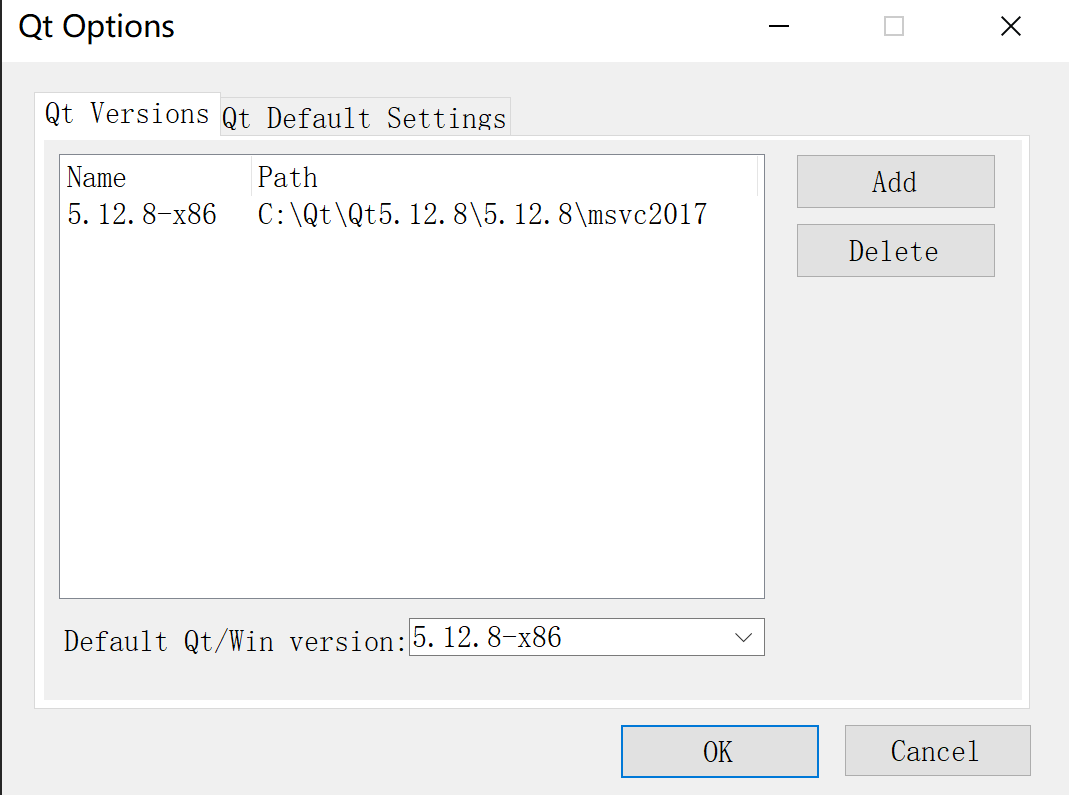 Qt Options
Qt Versions
Qt Default Settings
Name Path
5.12.8-x86 C:\Qt\Qt5.12.8\5.12.8\msvc2017
Add
Delete
Default Qt/Win version: 5.12.8-x86
OK
Cancel